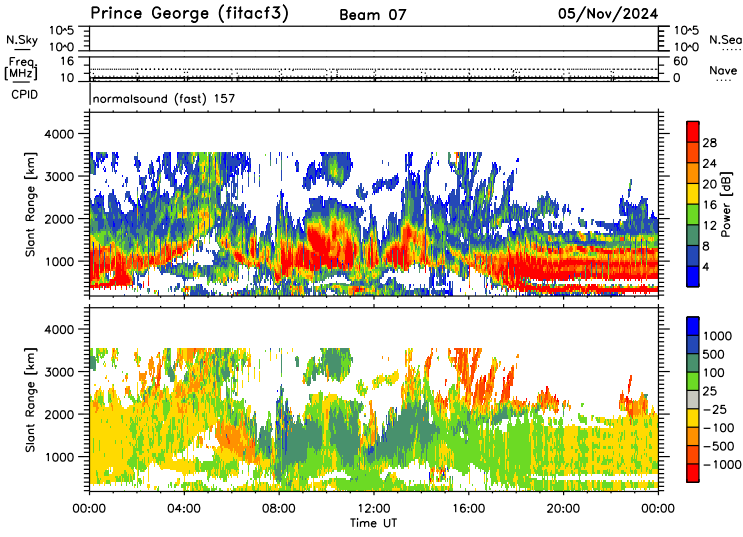 Prince George (fitacf3) Beam 07 05/Nov/2024
10^5 10^5
N.Sky N.Sea
10^0 10^0
16 60
Freq. Nave
[MHz]
10 0
CPID normalsound (fast) 157
4000
3000
2000
1000
Slant Range [km]
28
24
20
16
12
8
4
Power [dB]
4000
3000
2000
1000
Slant Range [km]
1000
500
100
25
-25
-100
-500
-1000
00:00 04:00 08:00 12:00 16:00 20:00 00:00
Time UT